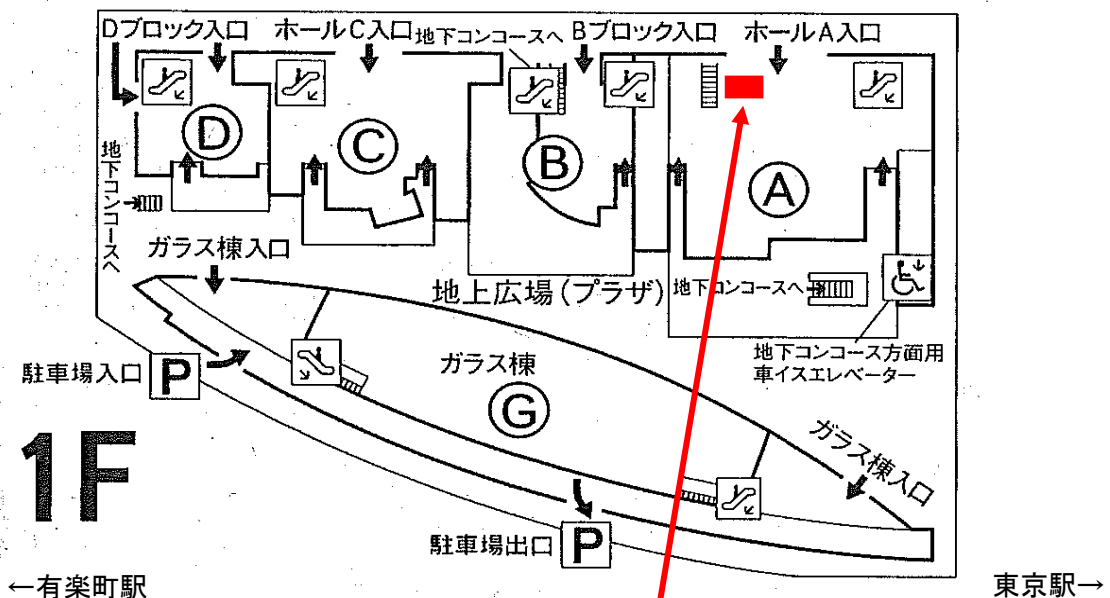 Dブロック入口
ホールC入口
地下コンコースへ
Bブロック入口
ホールA入口
D
C
B
A
地下コンコースへ
ガラス棟入口
地上広場(プラザ)
地下コンコースへ
地下コンコース方面用
車イスエレベーター
駐車場入口
P
ガラス棟
G
ガラス棟入口
1F
駐車場出口
P
←有楽町駅
東京駅→